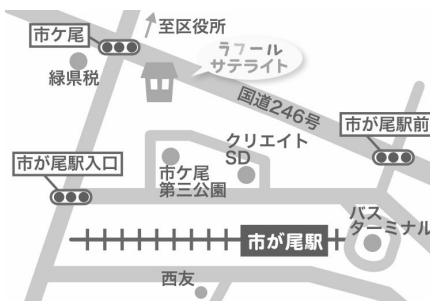 至区役所
市ケ尾
ラフール
サテライト
緑県税
国道246号
市が尾駅前
クリエイト
SD
市が尾駅入口
市ケ尾
第三公園
バス
ターミナル
市が尾駅
西友